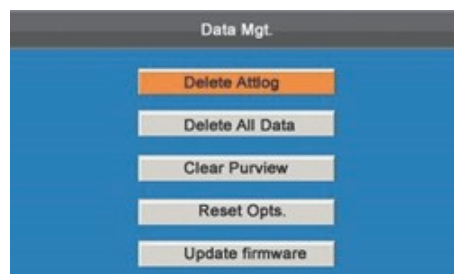 Data Mgt.
Delete Attlog
Delete All Data
Clear Purview
Reset Opts.
Update firmware